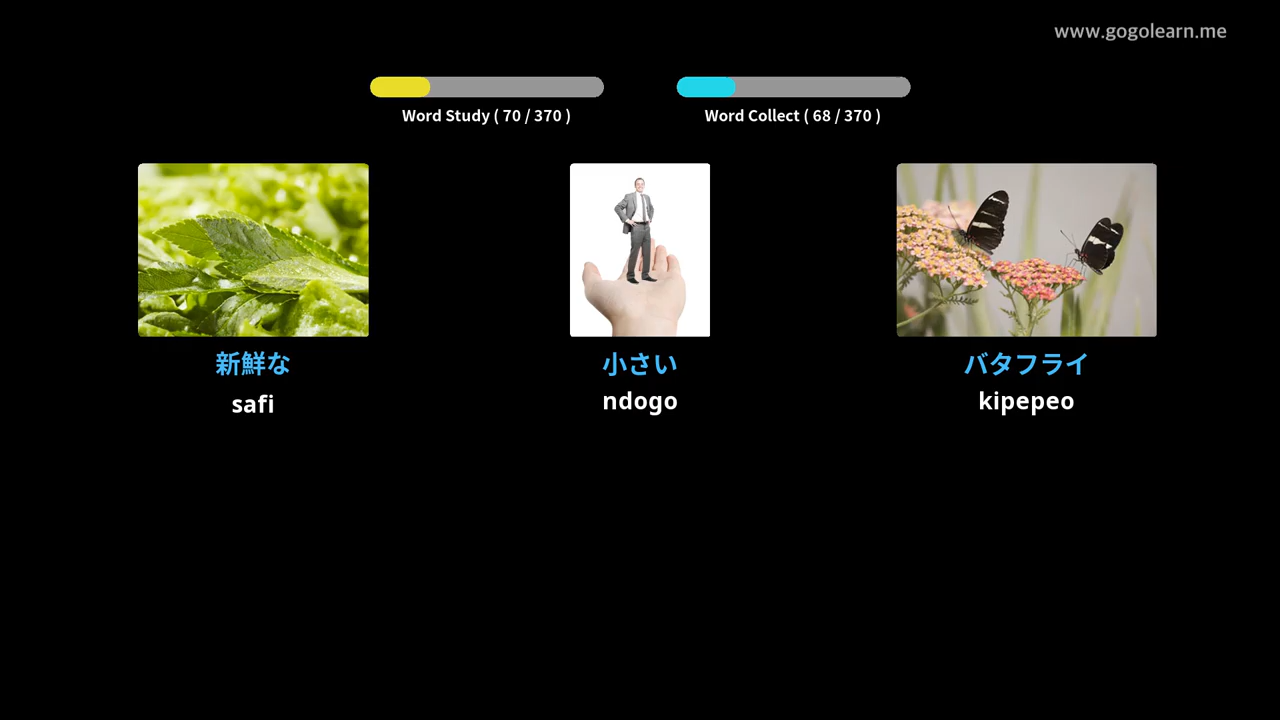 www.gogolearn.me
Word Study ( 70 / 370 )
Word Collect ( 68 / 370 )
新鮮な
safi
小さい
ndogo
バタフライ
kipepeo